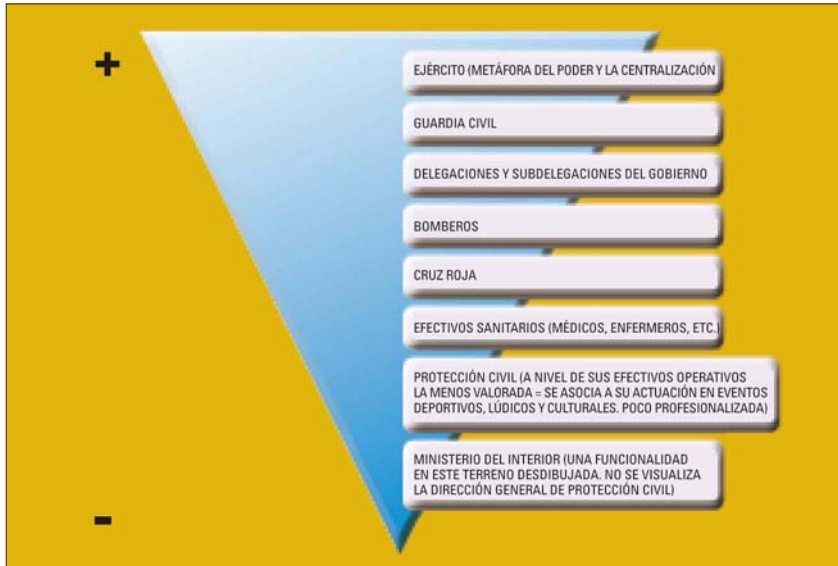 +
EJÉRCITO (METÁFORA DEL PODER Y LA CENTRALIZACIÓN
GUARDIA CIVIL
DELEGACIONES Y SUBDELEGACIONES DEL GOBIERNO
BOMBEROS
CRUZ ROJA
EFECTIVOS SANITARIOS (MÉDICOS, ENFERMEROS, ETC.)
PROTECCIÓN CIVIL (A NIVEL DE SUS EFECTIVOS OPERATIVOS
LA MENOS VALORADA = SE ASOCIA A SU ACTUACIÓN EN EVENTOS
DEPORTIVOS, LÚDICOS Y CULTURALES. POCO PROFESIONALIZADA)
MINISTERIO DEL INTERIOR (UNA FUNCIONALIDAD
EN ESTE TERRENO DESDIBUJADA. NO SE VISUALIZA
LA DIRECCIÓN GENERAL DE PROTECCIÓN CIVIL)
-